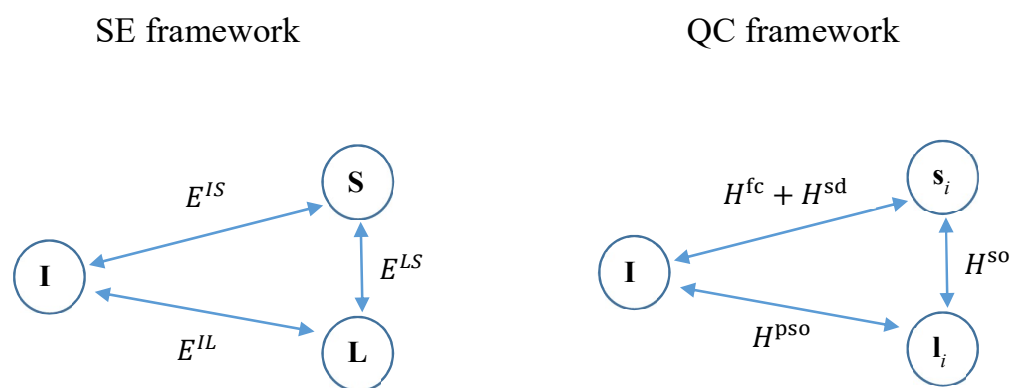 SE framework
QC framework
S
E^{IS}
I
E^{LS}
E^{IL}
L
s_i
H^{fc} + H^{sd}
I
H^{so}
H^{pso}
l_i